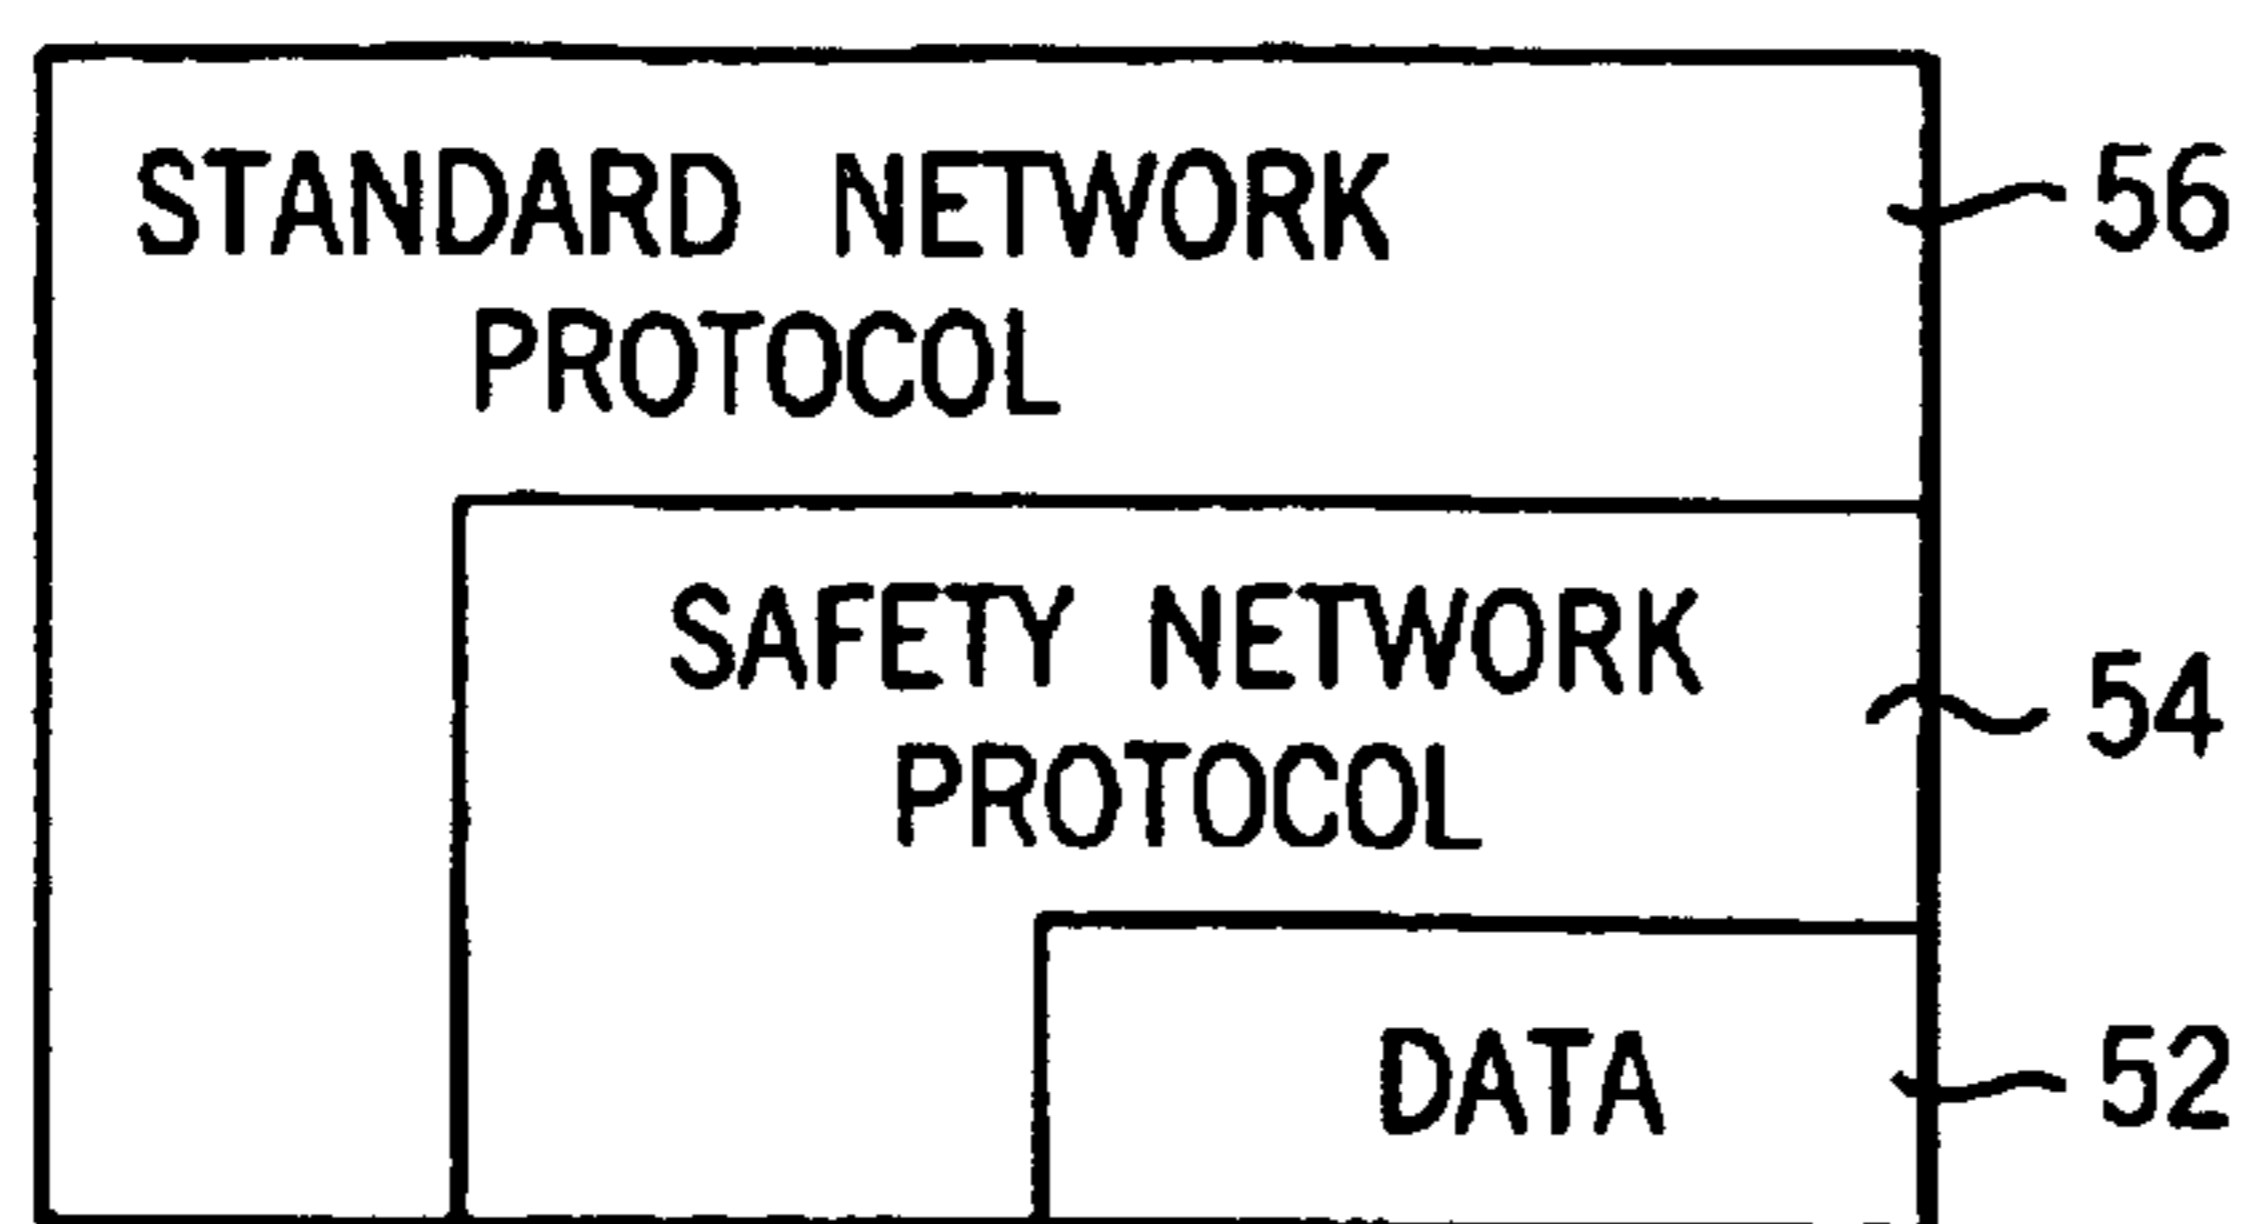 STANDARD NETWORK
PROTOCOL
56
SAFETY NETWORK
PROTOCOL
54
DATA
52